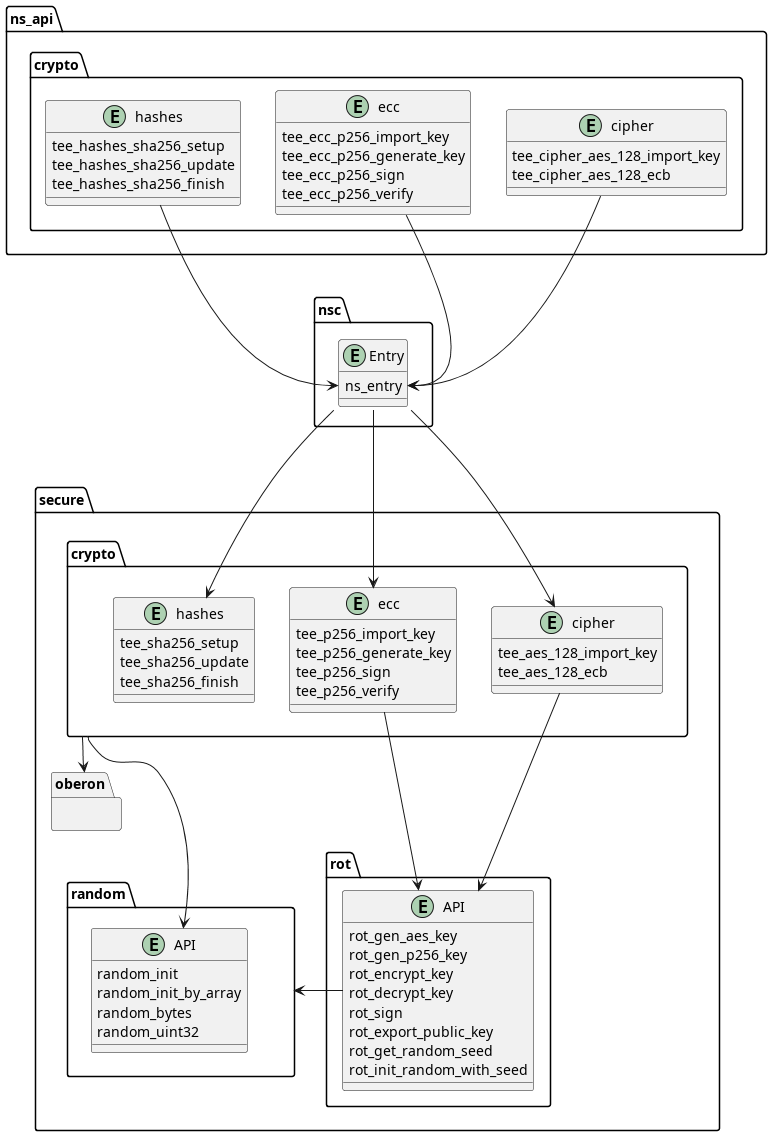 ns_api
crypto
E hashes
tee_hashes_sha256_setup
tee_hashes_sha256_update
tee_hashes_sha256_finish
E ecc
tee_ecc_p256_import_key
tee_ecc_p256_generate_key
tee_ecc_p256_sign
tee_ecc_p256_verify
E cipher
tee_cipher_aes_128_import_key
tee_cipher_aes_128_ecb
nsc
E Entry
ns_entry
secure
crypto
E hashes
tee_sha256_setup
tee_sha256_update
tee_sha256_finish
E ecc
tee_p256_import_key
tee_p256_generate_key
tee_p256_sign
tee_p256_verify
E cipher
tee_aes_128_import_key
tee_aes_128_ecb
oberon
random
E API
random_init
random_init_by_array
random_bytes
random_uint32
rot
E API
rot_gen_aes_key
rot_gen_p256_key
rot_encrypt_key
rot_decrypt_key
rot_sign
rot_export_public_key
rot_get_random_seed
rot_init_random_with_seed